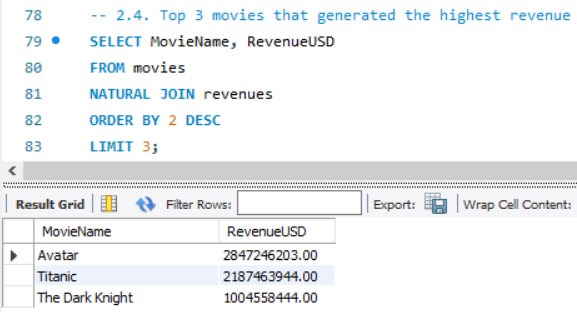 78 -- 2.4. Top 3 movies that generated the highest revenue
79 SELECT MovieName, RevenueUSD
80 FROM movies
81 NATURAL JOIN revenues
82 ORDER BY 2 DESC
83 LIMIT 3;
Result Grid Filter Rows: Export: Wrap Cell Content:
MovieName RevenueUSD
Avatar 2847246203.00
Titanic 2187463944.00
The Dark Knight 1004558444.00